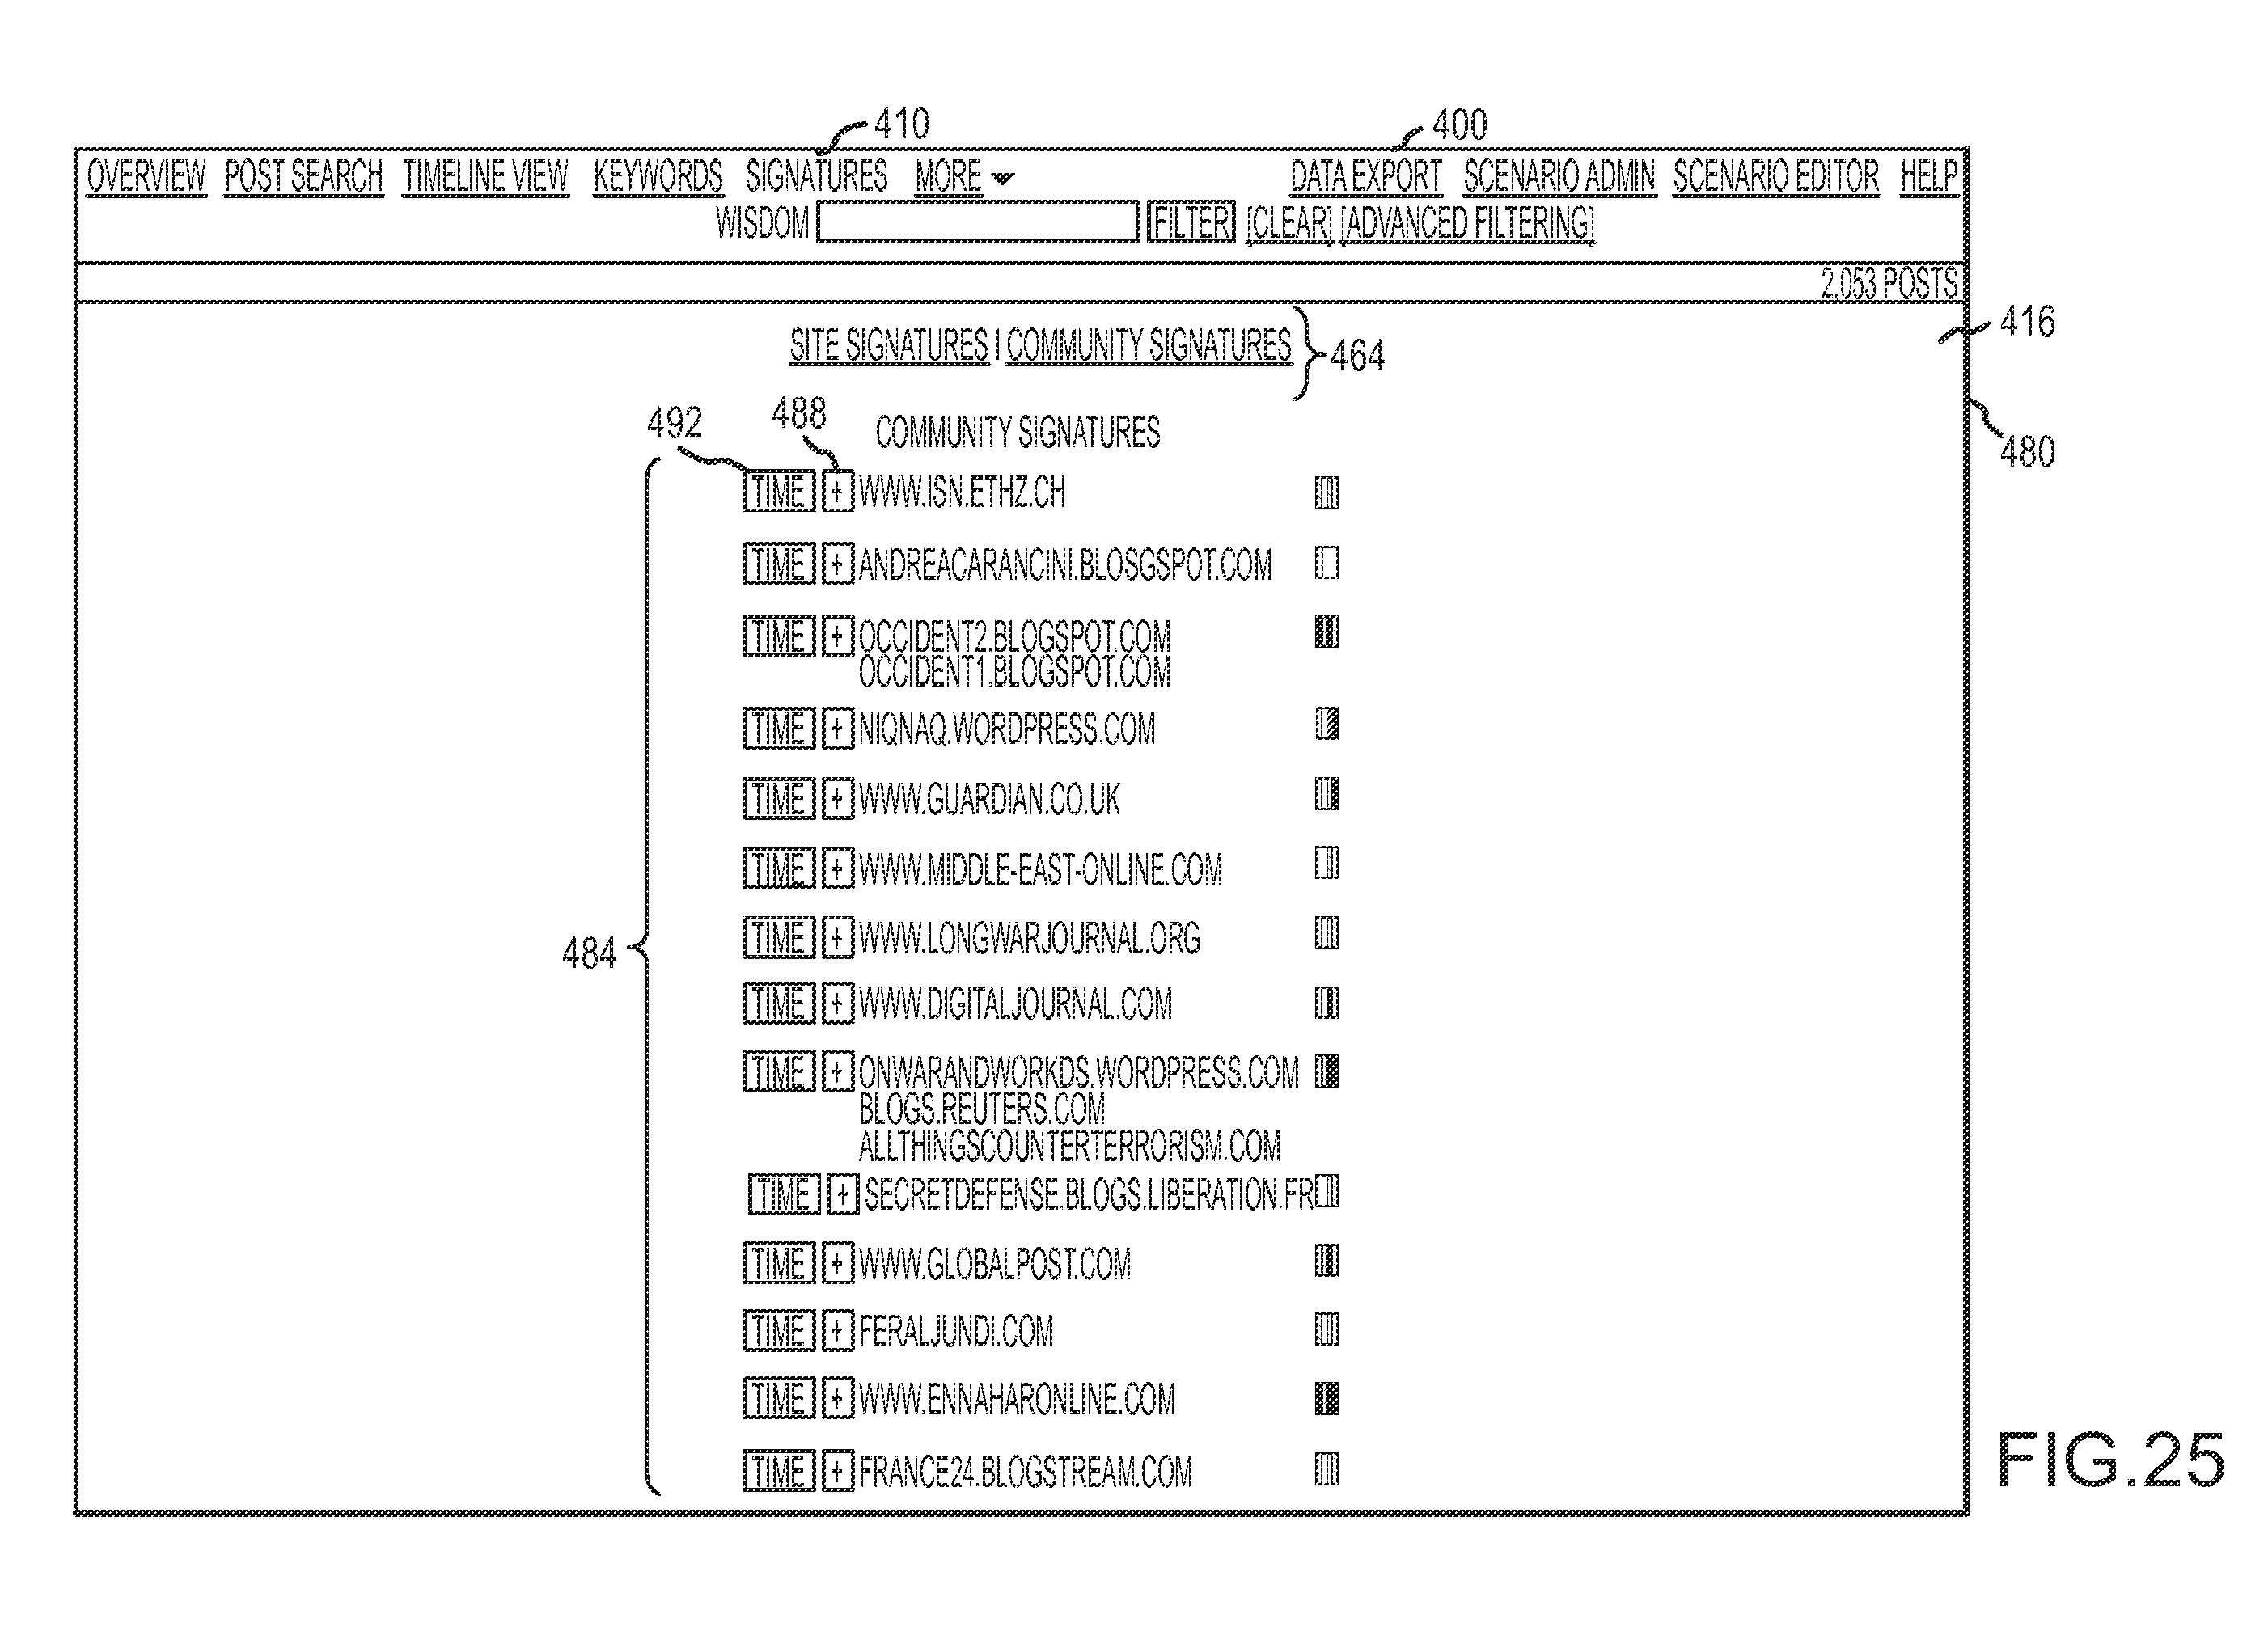 410 400
OVERVIEW POST SEARCH TIMELINE VIEW KEYWORDS SIGNATURES MORE DATA EXPORT SCENARIO ADMIN SCENARIO EDITOR HELP
WISDOM FILTER [CLEAR] [ADVANCED FILTERING]
2,053 POSTS
416
SITE SIGNATURES | COMMUNITY SIGNATURES
464
492 488
COMMUNITY SIGNATURES
480
TIME + WWW.ISN.ETHZ.CH
TIME + ANDREACARANCINI.BLOSGSPOT.COM
TIME + OCCIDENT2.BLOGSPOT.COM
OCCIDENT1.BLOGSPOT.COM
TIME + NIQNAQ.WORDPRESS.COM
TIME + WWW.GUARDIAN.CO.UK
TIME + WWW.MIDDLE-EAST-ONLINE.COM
484
TIME + WWW.LONGWARJOURNAL.ORG
TIME + WWW.DIGITALJOURNAL.COM
TIME + ONWARANDWORKDS.WORDPRESS.COM
BLOGS.REUTERS.COM
ALLTHINGSCOUNTERTERRORISM.COM
TIME + SECRETDEFENSE.BLOGS.LIBERATION.FR
TIME + WWW.GLOBALPOST.COM
TIME + FERALJUNDI.COM
TIME + WWW.ENNAHARONLINE.COM
TIME + FRANCE24.BLOGSTREAM.COM
FIG.25